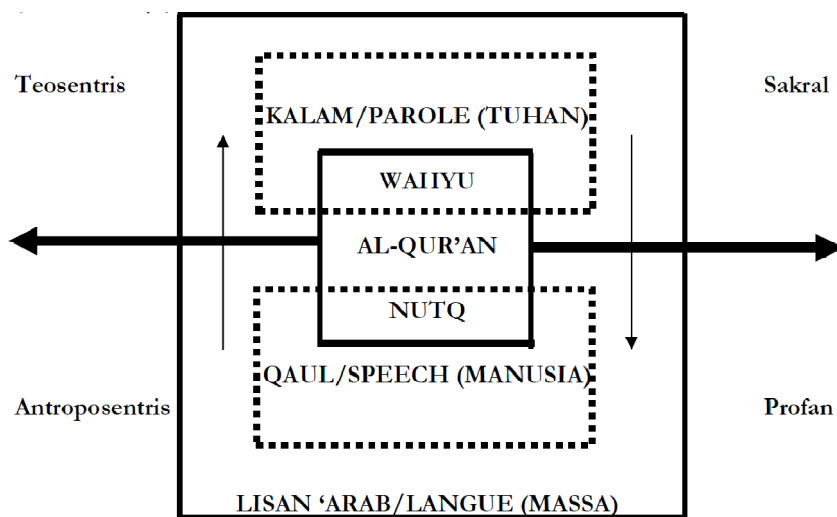 Teosentris
Sakral
KALAM/PAROLE (TUHAN)
WAHYU
AL-QUR’AN
NUTQ
QAUL/SPEECH (MANUSIA)
Antroposentris
Profan
LISAN ‘ARAB/LANGUE (MASSA)